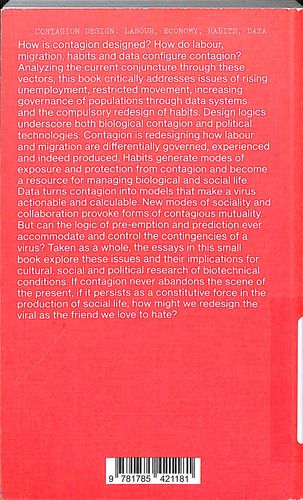 CONTAGION DESIGN: LABOUR, ECONOMY, HABITS, DATA
How is contagion designed? How do labour,
migration, habits and data configure contagion?
Analyzing the current conjuncture through these
vectors, this book critically addresses issues of rising
unemployment, restricted movement, increasing
governance of populations through data systems
and the compulsory redesign of habits. Design logics
underscore both biological contagion and political
technologies. Contagion is redesigning how labour
and migration are differentially governed, experienced
and indeed produced. Habits generate modes of
exposure and protection from contagion and become
a resource for managing biological and social life.
Data turns contagion into models that make a virus
actionable and calculable. New modes of sociality and
collaboration provoke forms of contagious mutuality.
But can the logic of pre-emption and prediction ever
accommodate and control the contingencies of a
virus? Taken as a whole, the essays in this small
book explore these issues and their implications for
cultural, social and political research of biotechnical
conditions. If contagion never abandons the scene of
the present, if it persists as a constitutive force in the
production of social life, how might we redesign the
viral as the friend we love to hate?
9 781785 421181